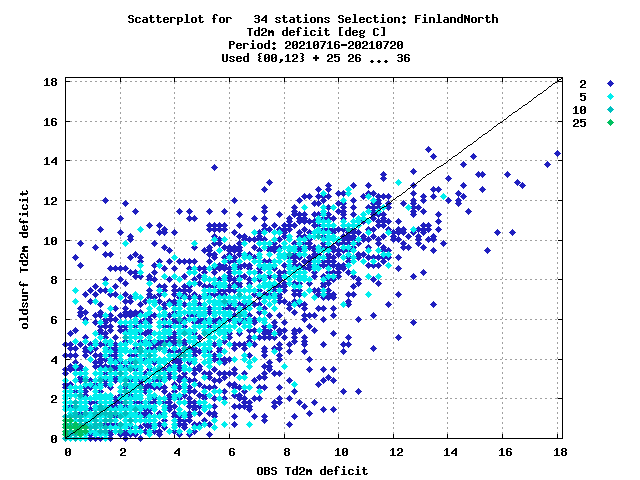 Scatterplot for   34 stations Selection: FinlandNorth
Td2m deficit [deg C]
Period: 20210716-20210720
Used {00,12} + 25 26 ... 36
18
16
14
12
10
8
6
4
2
0
oldsurf Td2m deficit
2
5
10
25
0 2 4 6 8 10 12 14 16 18
OBS Td2m deficit